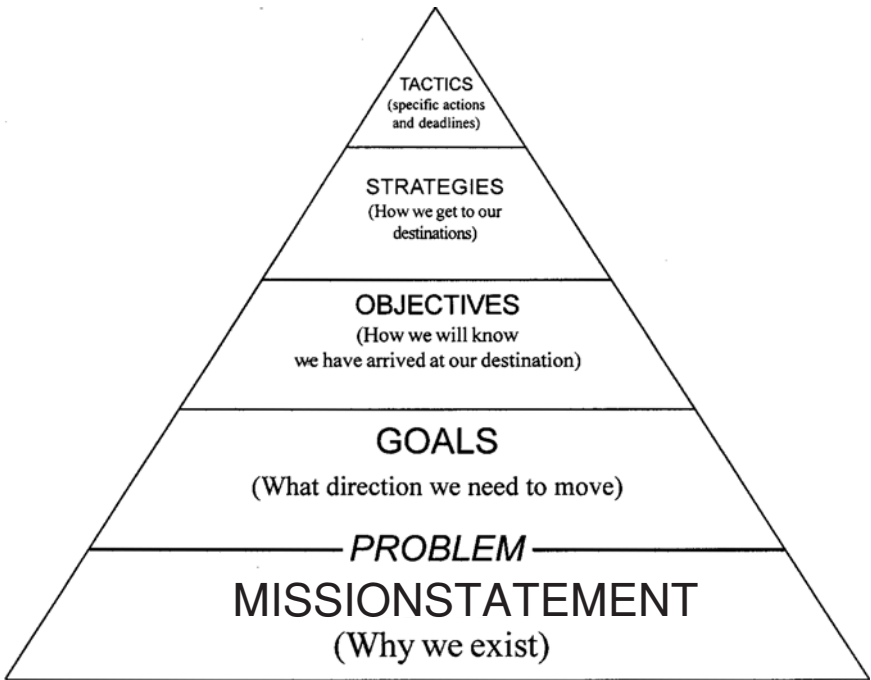 TACTICS
(specific actions
and deadlines)
STRATEGIES
(How we get to our
destinations)
OBJECTIVES
(How we will know
we have arrived at our destination)
GOALS
(What direction we need to move)
PROBLEM
MISSIONSTATEMENT
(Why we exist)